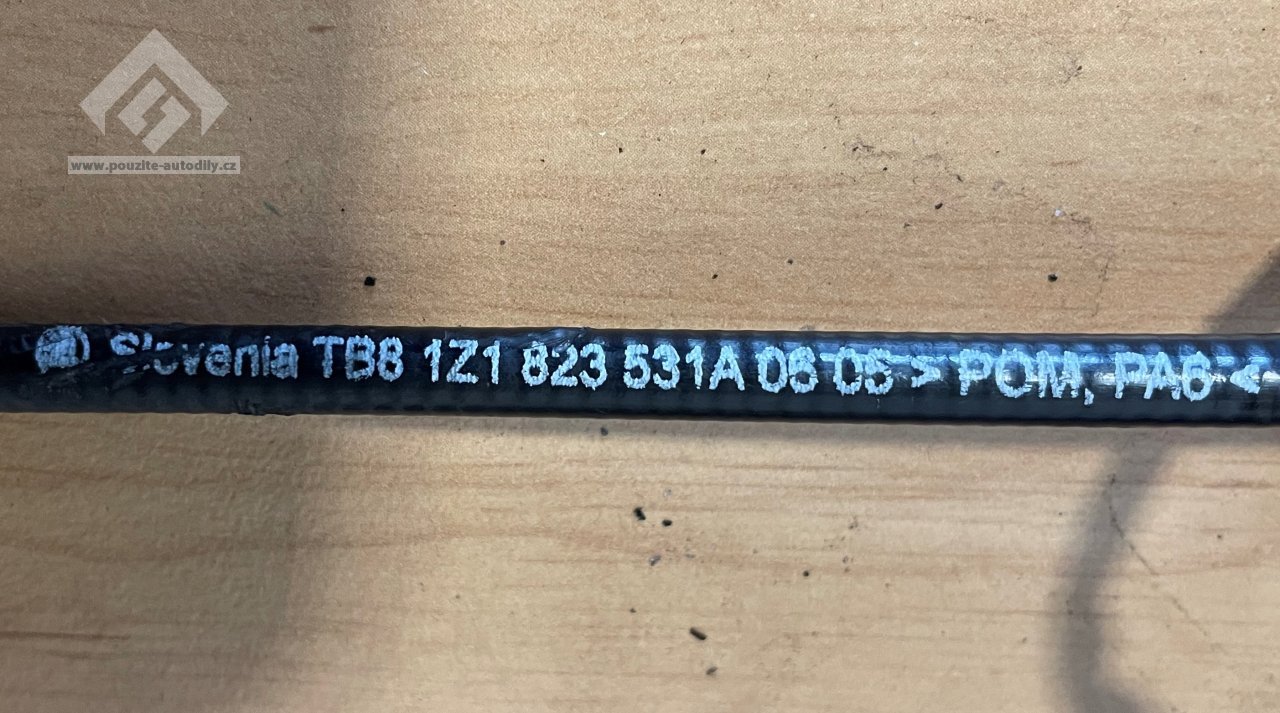 www.pouzite-autodily.cz
Slovenia TB8 1Z1 823 531A 06 05 >POM, PA6<